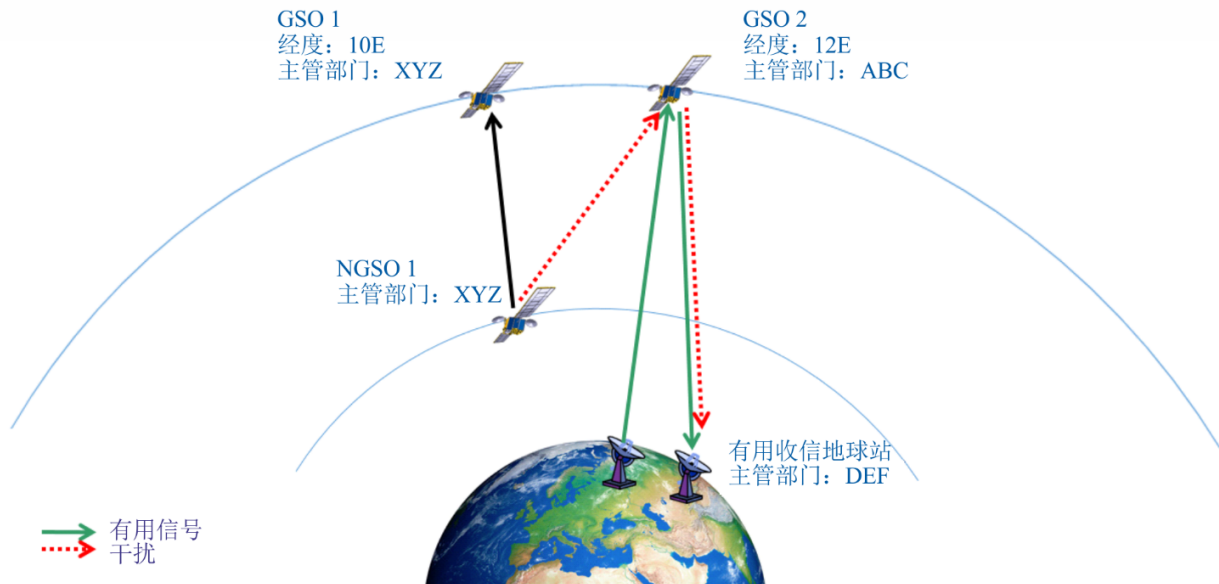 GSO 1
经度：10E
主管部门：XYZ
GSO 2
经度：12E
主管部门：ABC
NGSO 1
主管部门：XYZ
有用收信地球站
主管部门：DEF
有用信号
干扰